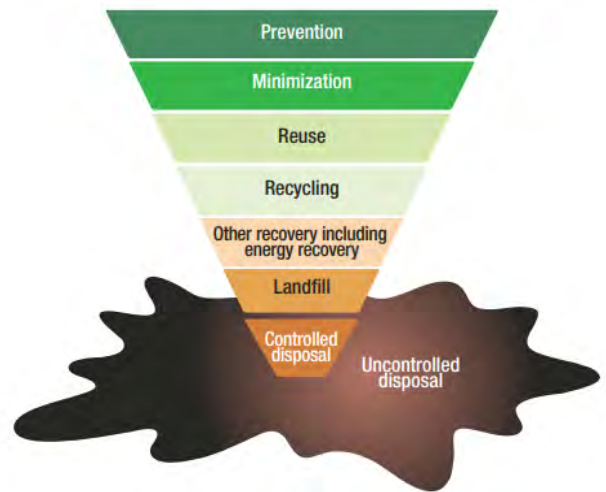 Prevention
Minimization
Reuse
Recycling
Other recovery including
energy recovery
Landfill
Controlled
disposal
Uncontrolled
disposal